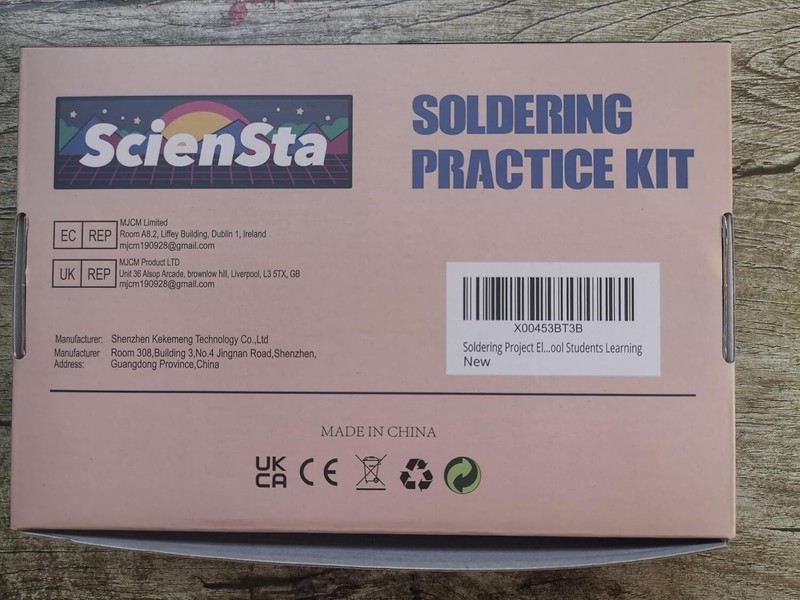 ScienSta
SOLDERING
PRACTICE KIT
EC REP
MJCM Limited
Room A8.2, Liffey Building, Dublin 1, Ireland
mjcm190928@gmail.com
UK REP
MJCM Product LTD
Unit 36 Alsop Arcade, brownlow hill, Liverpool, L3 5TX, GB
mjcm190928@gmail.com
X00453BT3B
Soldering Project El...ool Students Learning
New
Manufacturer: Shenzhen Kekemeng Technology Co.,Ltd
Manufacturer Address: Room 308,Building 3,No.4 Jingnan Road,Shenzhen,
Guangdong Province,China
MADE IN CHINA
UK
CA
CE